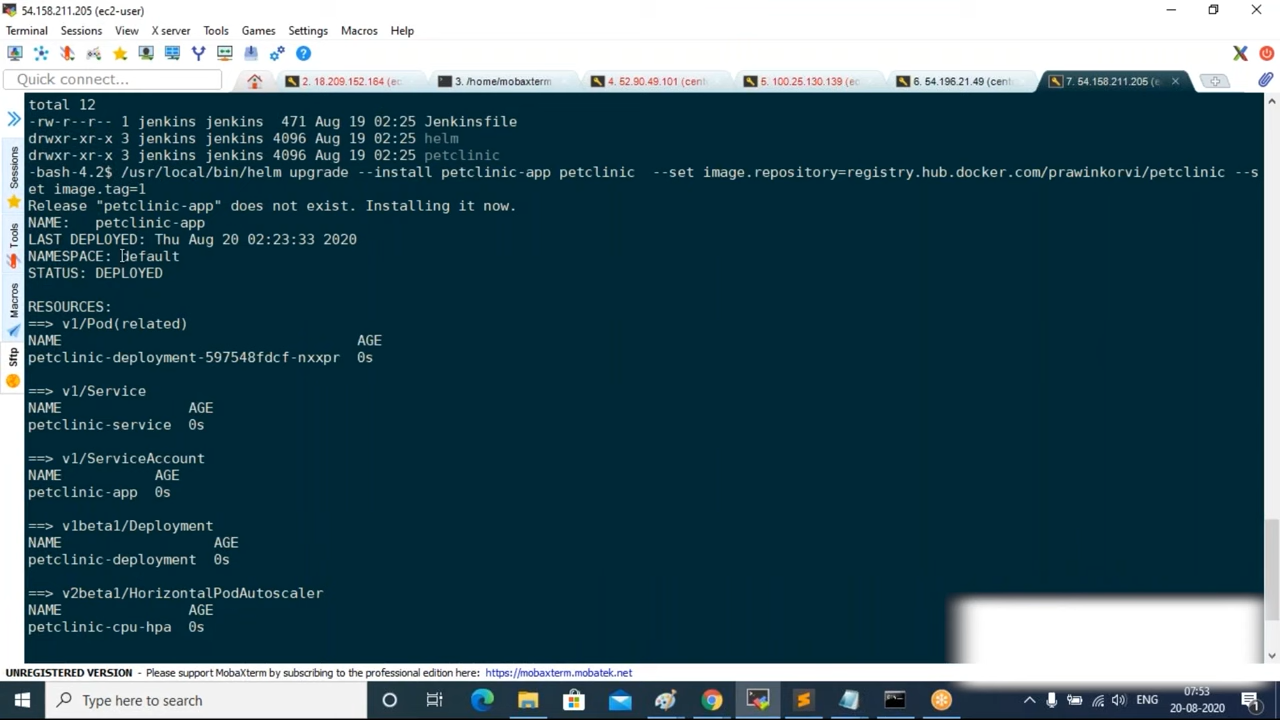 54.158.211.205 (ec2-user)
Terminal Sessions View X server Tools Games Settings Macros Help
Quick connect... 2. 18.209.152.164 (ec 3. /home/mobaxterm 4. 52.90.49.101 (cent 5. 100.25.130.139 (ec 6. 54.196.21.49 (cent 7. 54.158.211.205 (e
Sessions
Tools
Macros
Sftp
total 12
-rw-r--r-- 1 jenkins jenkins  471 Aug 19 02:25 Jenkinsfile
drwxr-xr-x 3 jenkins jenkins 4096 Aug 19 02:25 helm
drwxr-xr-x 3 jenkins jenkins 4096 Aug 19 02:25 petclinic
-bash-4.2$ /usr/local/bin/helm upgrade --install petclinic-app petclinic  --set image.repository=registry.hub.docker.com/prawinkorvi/petclinic --s
et image.tag=1
Release "petclinic-app" does not exist. Installing it now.
NAME:   petclinic-app
LAST DEPLOYED: Thu Aug 20 02:23:33 2020
NAMESPACE: default
STATUS: DEPLOYED
RESOURCES:
==> v1/Pod(related)
NAME AGE
petclinic-deployment-597548fdcf-nxxpr 0s
==> v1/Service
NAME AGE
petclinic-service 0s
==> v1/ServiceAccount
NAME AGE
petclinic-app 0s
==> v1beta1/Deployment
NAME AGE
petclinic-deployment 0s
==> v2beta1/HorizontalPodAutoscaler
NAME AGE
petclinic-cpu-hpa 0s
UNREGISTERED VERSION - Please support MobaXterm by subscribing to the professional edition here: https://mobaxterm.mobatek.net
Type here to search
ENG
07:53
20-08-2020
1